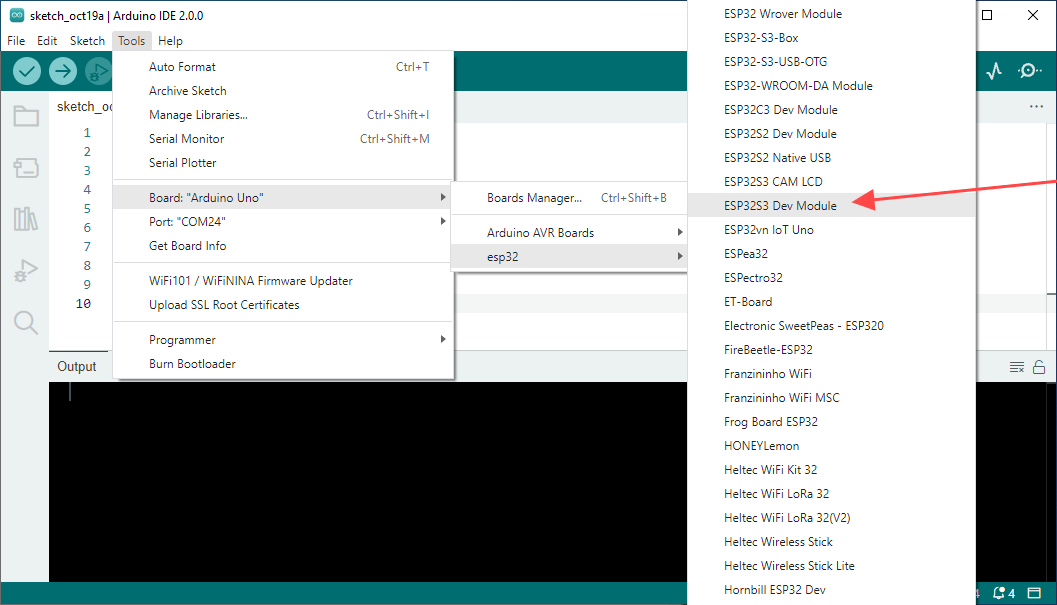 sketch_oct19a | Arduino IDE 2.0.0
File Edit Sketch Tools Help
sketch_oc
1
2
3
4
5
6
7
8
9
10
Auto Format Ctrl+T
Archive Sketch
Manage Libraries... Ctrl+Shift+I
Serial Monitor Ctrl+Shift+M
Serial Plotter
Board: "Arduino Uno"
Port: "COM24"
Get Board Info
WiFi101 / WiFiNINA Firmware Updater
Upload SSL Root Certificates
Programmer
Burn Bootloader
Boards Manager... Ctrl+Shift+B
Arduino AVR Boards
esp32
ESP32 Wrover Module
ESP32-S3-Box
ESP32-S3-USB-OTG
ESP32-WROOM-DA Module
ESP32C3 Dev Module
ESP32S2 Dev Module
ESP32S2 Native USB
ESP32S3 CAM LCD
ESP32S3 Dev Module
ESP32vn IoT Uno
ESPea32
ESPectro32
ET-Board
Electronic SweetPeas - ESP320
FireBeetle-ESP32
Franzininho WiFi
Franzininho WiFi MSC
Frog Board ESP32
HONEYLemon
Heltec WiFi Kit 32
Heltec WiFi LoRa 32
Heltec WiFi LoRa 32(V2)
Heltec Wireless Stick
Heltec Wireless Stick Lite
Hornbill ESP32 Dev
Output
4